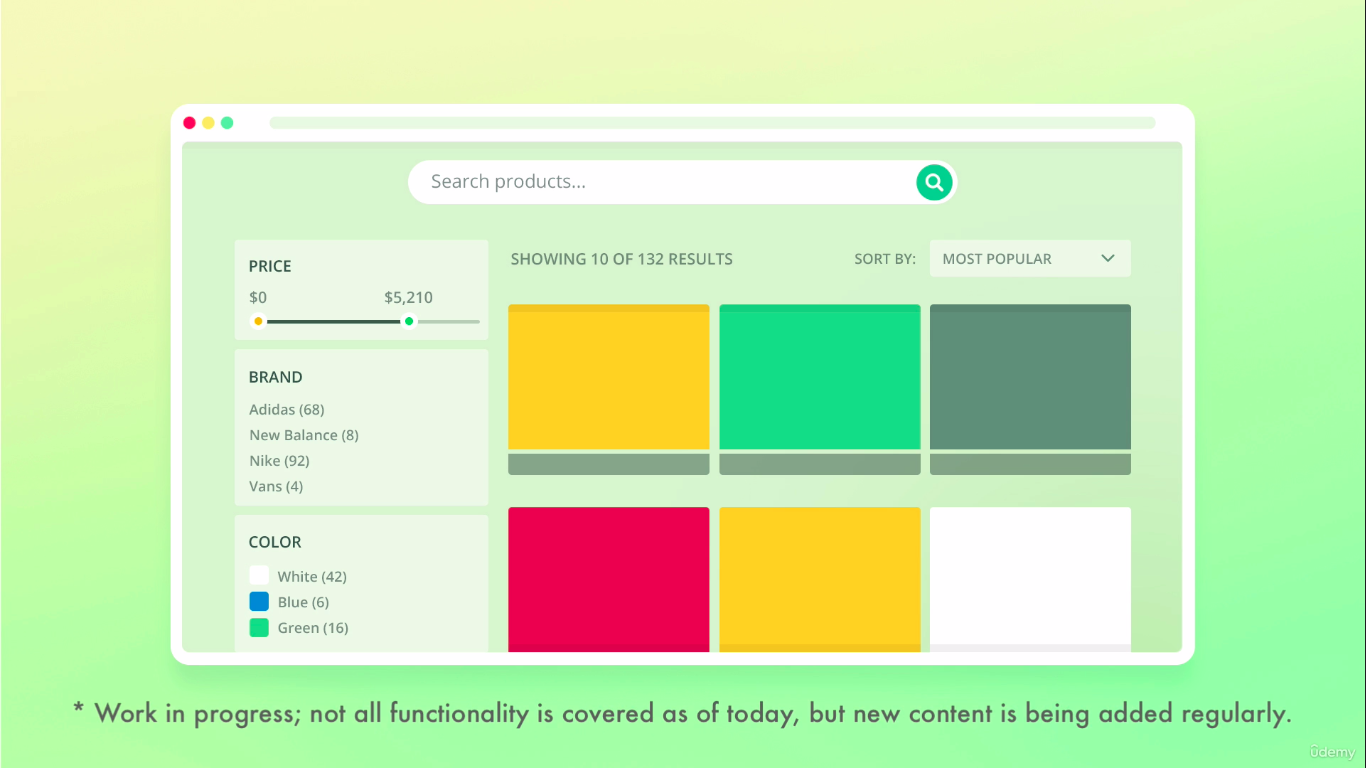 Search products...
PRICE
$0 $5,210
BRAND
Adidas (68)
New Balance (8)
Nike (92)
Vans (4)
COLOR
White (42)
Blue (6)
Green (16)
SHOWING 10 OF 132 RESULTS
SORT BY: MOST POPULAR
* Work in progress; not all functionality is covered as of today, but new content is being added regularly.
ûdemy